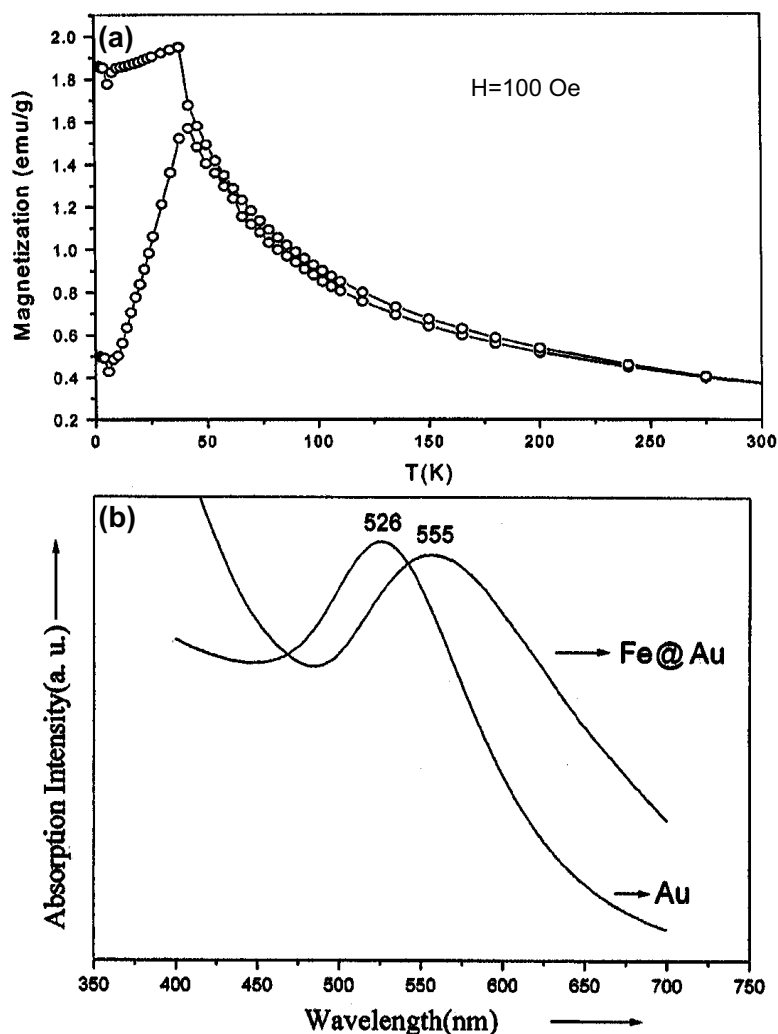 (a)
H=100 Oe
Magnetization (emu/g)
2.0
1.8
1.6
1.4
1.2
1.0
0.8
0.6
0.4
0.2
0 50 100 150 200 250 300
T(K)
(b)
526 555
Fe@Au
Au
Absorption Intensity(a. u.)
350 400 450 500 550 600 650 700 750
Wavelength(nm)